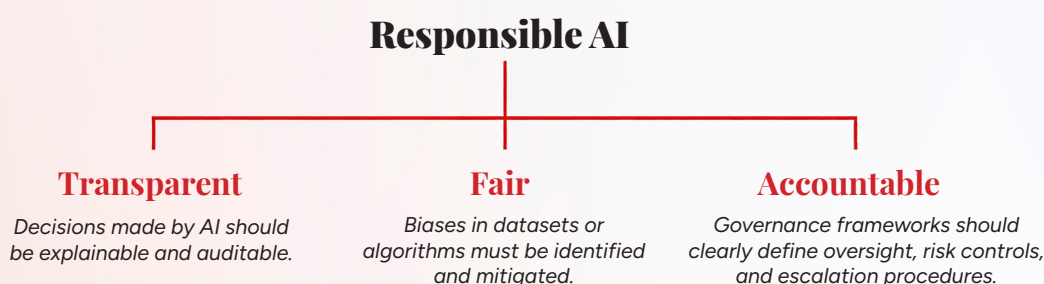 Responsible AI
Transparent
Decisions made by AI should
be explainable and auditable.
Fair
Biases in datasets or
algorithms must be identified
and mitigated.
Accountable
Governance frameworks should
clearly define oversight, risk controls,
and escalation procedures.